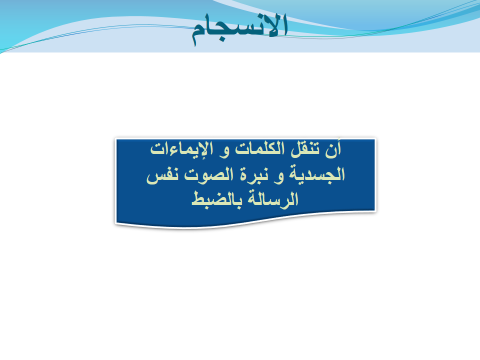 الانسجام
أن تنقل الكلمات و الإيماءات
الجسدية و نبرة الصوت نفس
الرسالة بالضبط